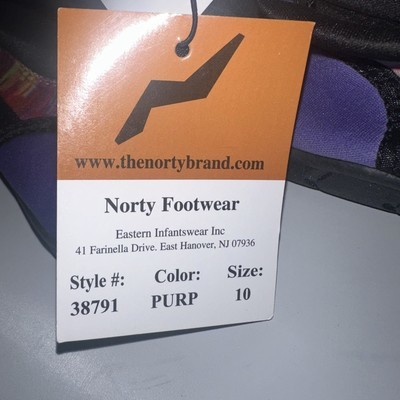 www.thenortybrand.com
Norty Footwear
Eastern Infantswear Inc
41 Farinella Drive. East Hanover, NJ 07936
Style #: Color: Size:
38791 PURP 10